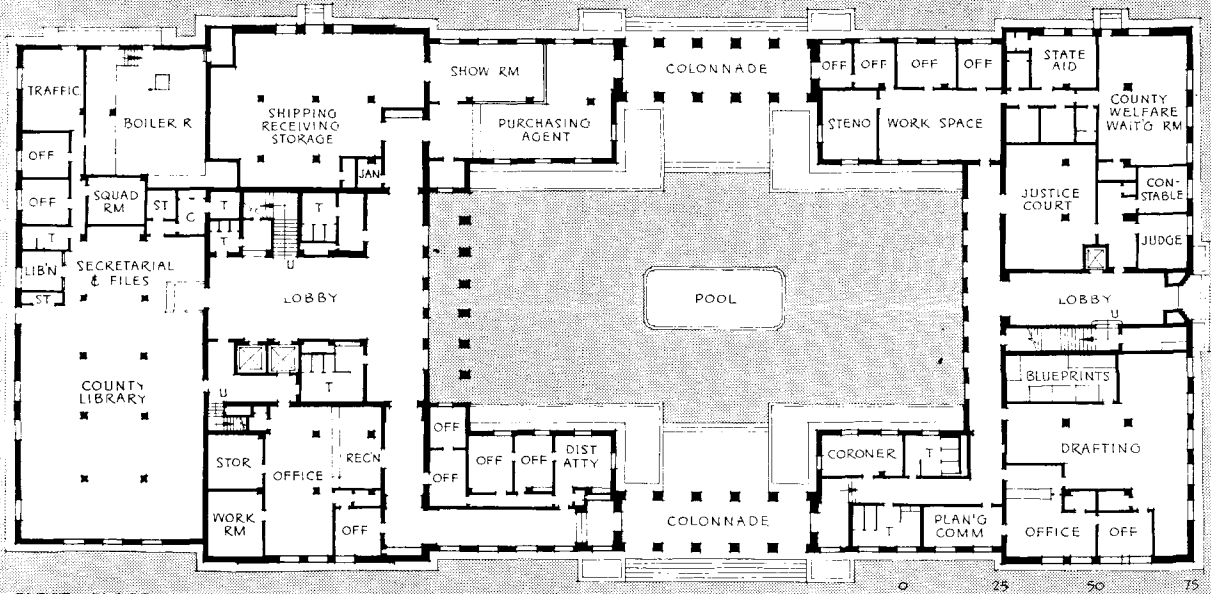 TRAFFIC
BOILER R
OFF
OFF
SQUAD
RM
ST
C
T
T
T
T
LIB'N
ST
SECRETARIAL
& FILES
COUNTY
LIBRARY
SHIPPING
RECEIVING
STORAGE
JAN
U
LOBBY
T
U
STOR
WORK
RM
OFFICE
REC'N
OFF
SHOW RM
PURCHASING
AGENT
COLONNADE
POOL
OFF
OFF
OFF
OFF
DIST
ATTY
COLONNADE
OFF
OFF
OFF
OFF
STENO
WORK SPACE
STATE
AID
COUNTY
WELFARE
WAIT'G RM
JUSTICE
COURT
CON-
STABLE
JUDGE
LOBBY
U
BLUEPRINTS
DRAFTING
CORONER
T
T
PLAN'G
COMM
OFFICE
OFF
0 25 50 75